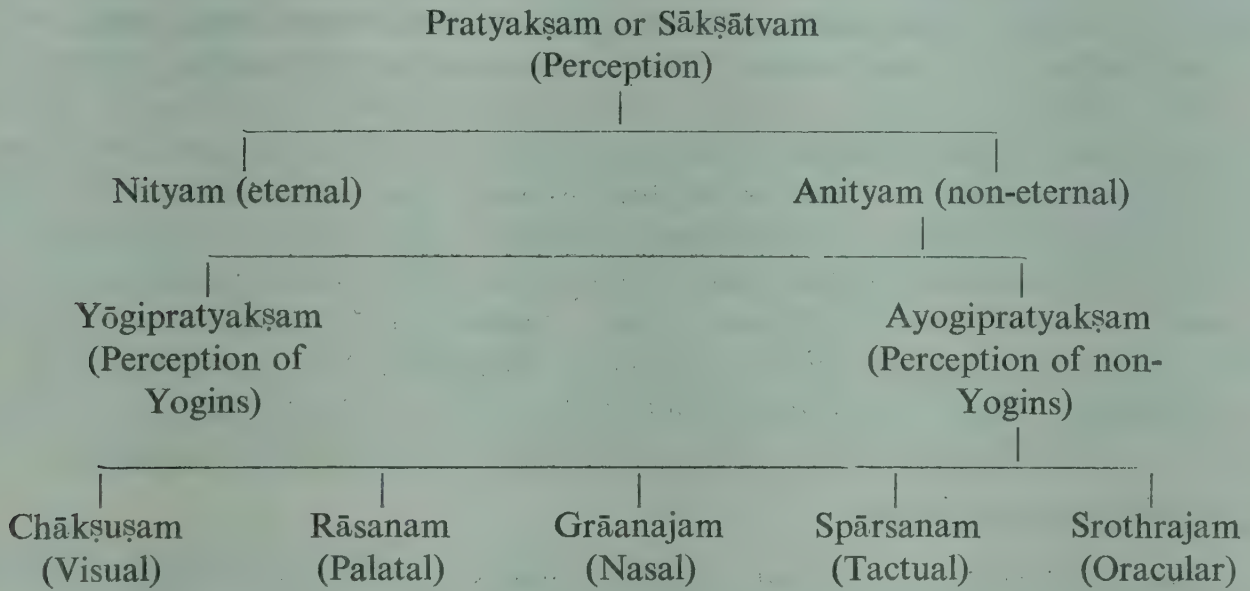 Pratyakṣam or Sākṣātvam
(Perception)
Nityam (eternal)
Anityam (non-eternal)
Yōgipratyakṣam
(Perception of
Yogins)
Ayogipratyakṣam
(Perception of non-
Yogins)
Chākṣuṣam
(Visual)
Rāsanam
(Palatal)
Grāanajam
(Nasal)
Spārsanam
(Tactual)
Srothrajam
(Oracular)